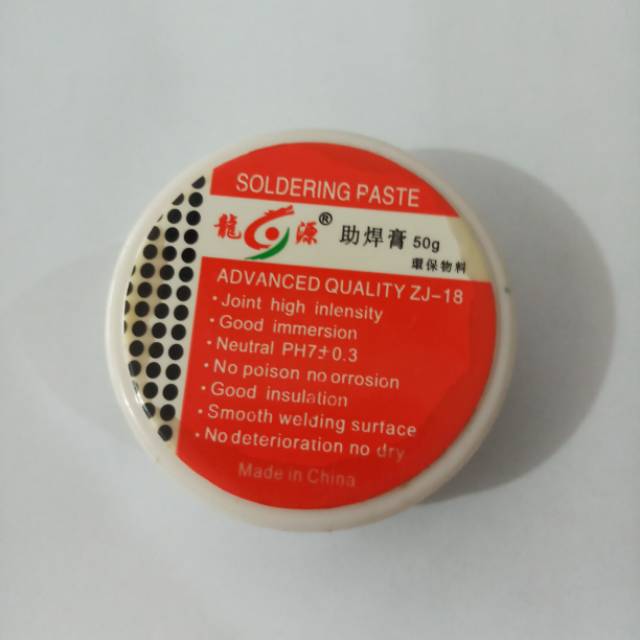 SOLDERING PASTE
龍 源 ® 助焊膏 50g
環保物料
ADVANCED QUALITY ZJ-18
• Joint high inlensity
• Good immersion
• Neutral PH7±0.3
• No poison no orrosion
• Good insulation
• Smooth welding surface
• No deterioration no dry
Made in China